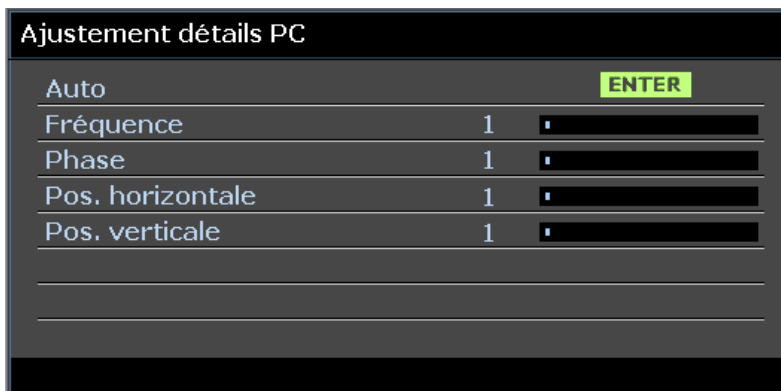 Ajustement détails PC
Auto ENTER
Fréquence 1
Phase 1
Pos. horizontale 1
Pos. verticale 1